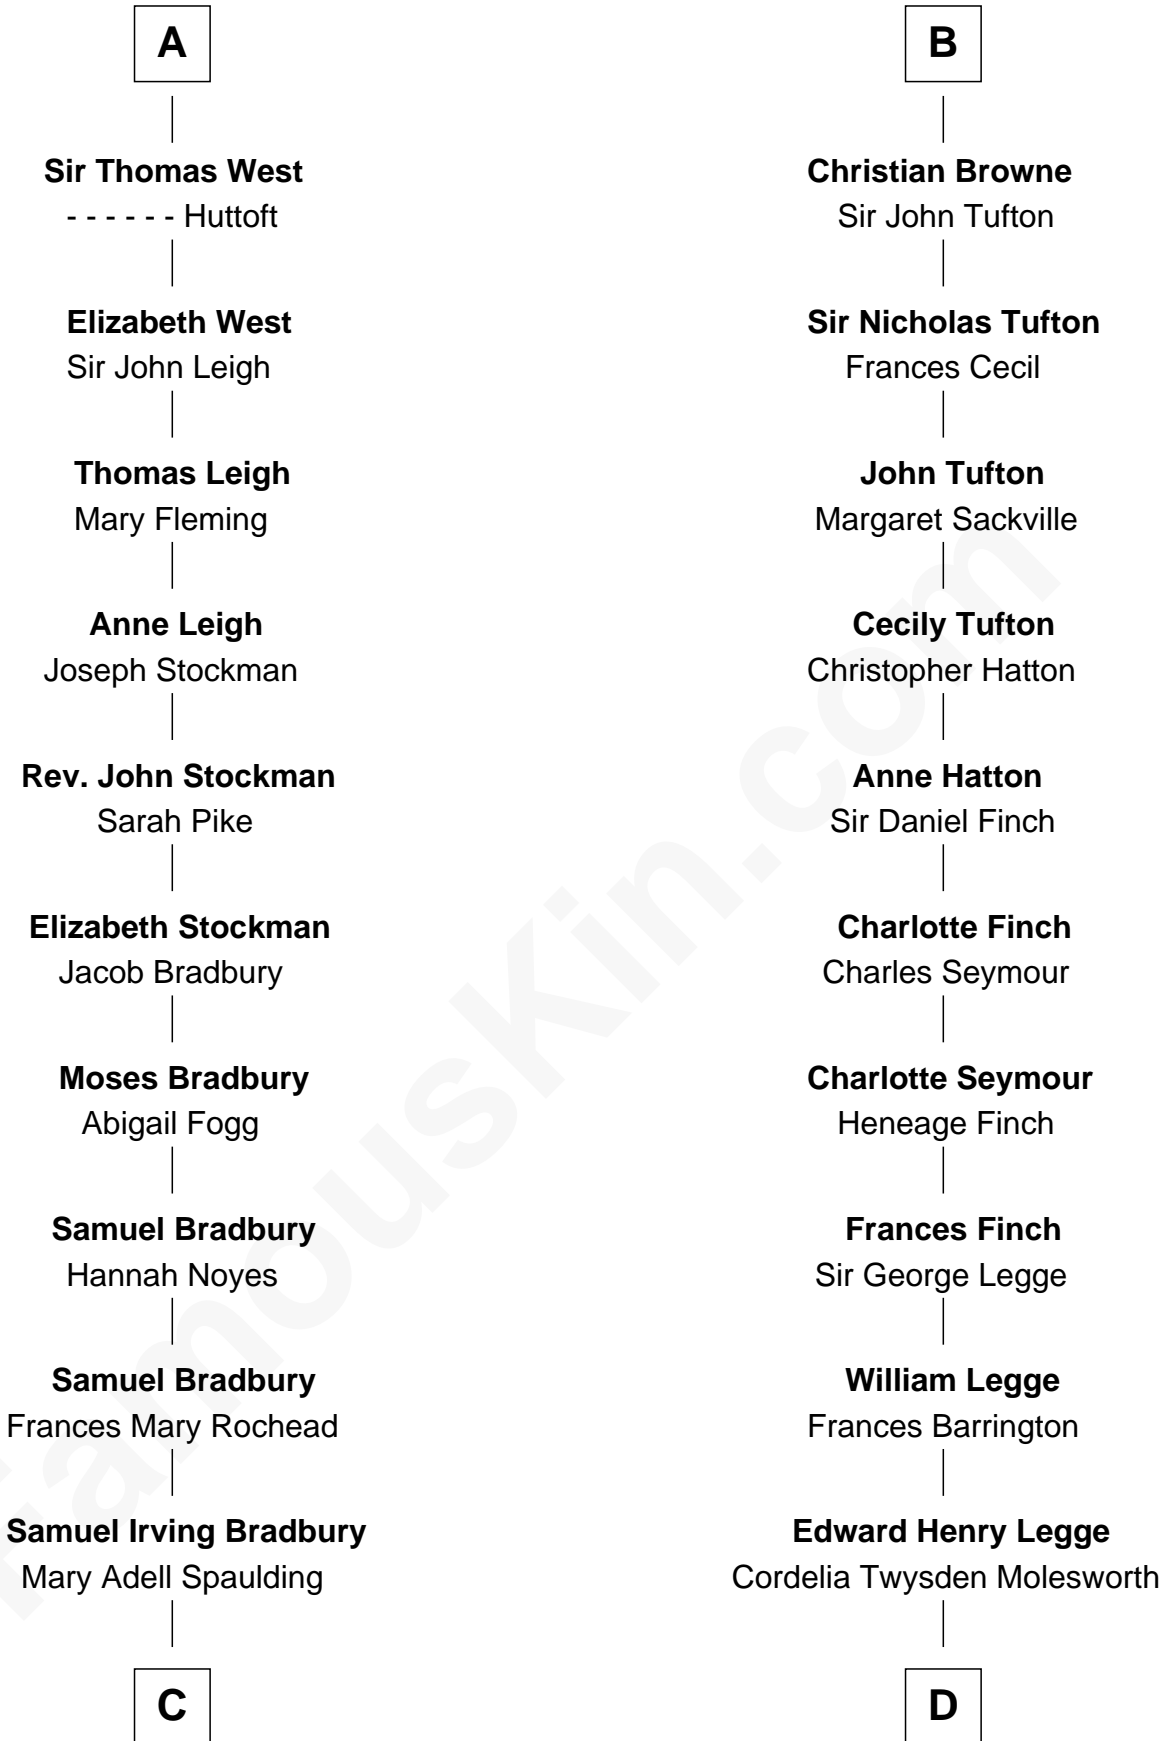 A
Sir Thomas West
- - - - - - Huttoft
Elizabeth West
Sir John Leigh
Thomas Leigh
Mary Fleming
Anne Leigh
Joseph Stockman
Rev. John Stockman
Sarah Pike
Elizabeth Stockman
Jacob Bradbury
Moses Bradbury
Abigail Fogg
Samuel Bradbury
Hannah Noyes
Samuel Bradbury
Frances Mary Rochead
Samuel Irving Bradbury
Mary Adell Spaulding
C
B
Christian Browne
Sir John Tufton
Sir Nicholas Tufton
Frances Cecil
John Tufton
Margaret Sackville
Cecily Tufton
Christopher Hatton
Anne Hatton
Sir Daniel Finch
Charlotte Finch
Charles Seymour
Charlotte Seymour
Heneage Finch
Frances Finch
Sir George Legge
William Legge
Frances Barrington
Edward Henry Legge
Cordelia Twysden Molesworth
D
FamousKin.com